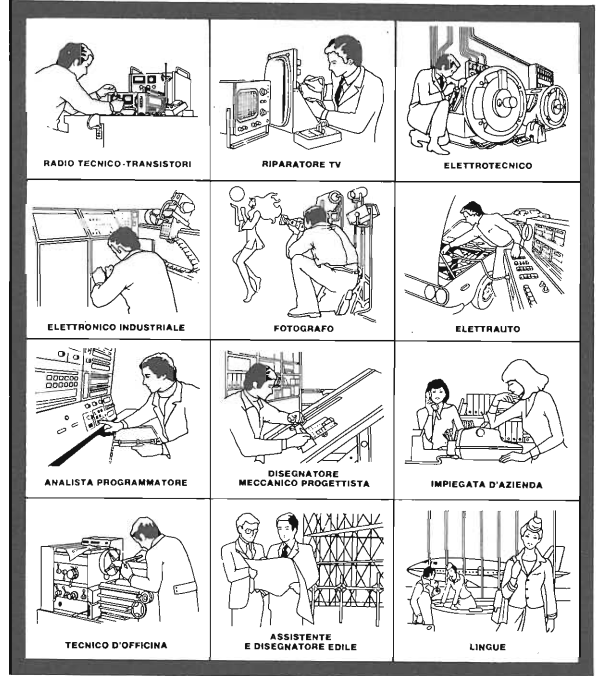 RADIO TECNICO-TRANSISTORI
RIPARATORE TV
ELETTROTECNICO
ELETTRONICO INDUSTRIALE
FOTOGRAFO
ELETTRAUTO
ANALISTA PROGRAMMATORE
DISEGNATORE
MECCANICO PROGETTISTA
IMPIEGATA D'AZIENDA
TECNICO D'OFFICINA
ASSISTENTE
E DISEGNATORE EDILE
LINGUE